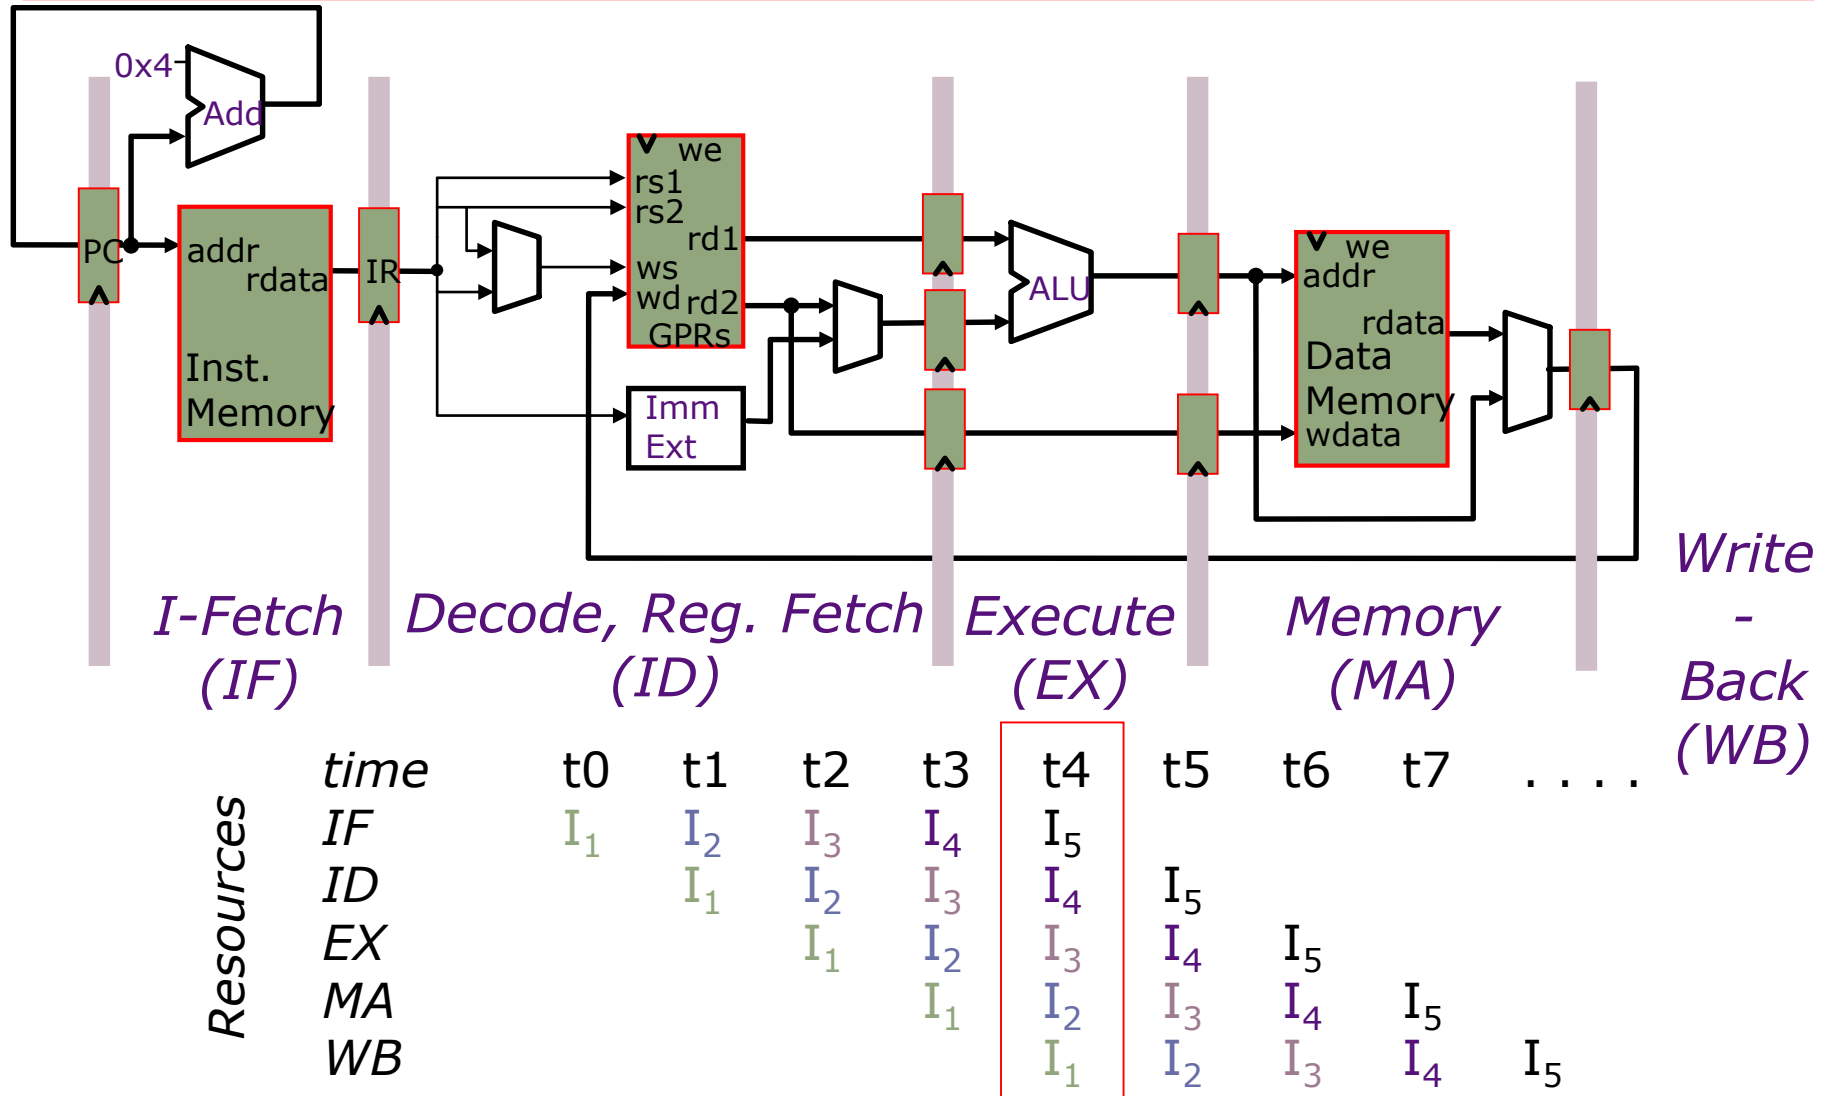 0x4
Add
PC
addr
rdata
Inst.
Memory
IR
we
rs1
rs2
rd1
ws
wd rd2
GPRs
Imm
Ext
ALU
we
addr
rdata
Data
Memory
wdata
I-Fetch
(IF)
Decode, Reg. Fetch
(ID)
Execute
(EX)
Memory
(MA)
Write
-
Back
(WB)
Resources
time t0 t1 t2 t3 t4 t5 t6 t7 . . . .
IF I1 I2 I3 I4 I5
ID I1 I2 I3 I4 I5
EX I1 I2 I3 I4 I5
MA I1 I2 I3 I4 I5
WB I1 I2 I3 I4 I5